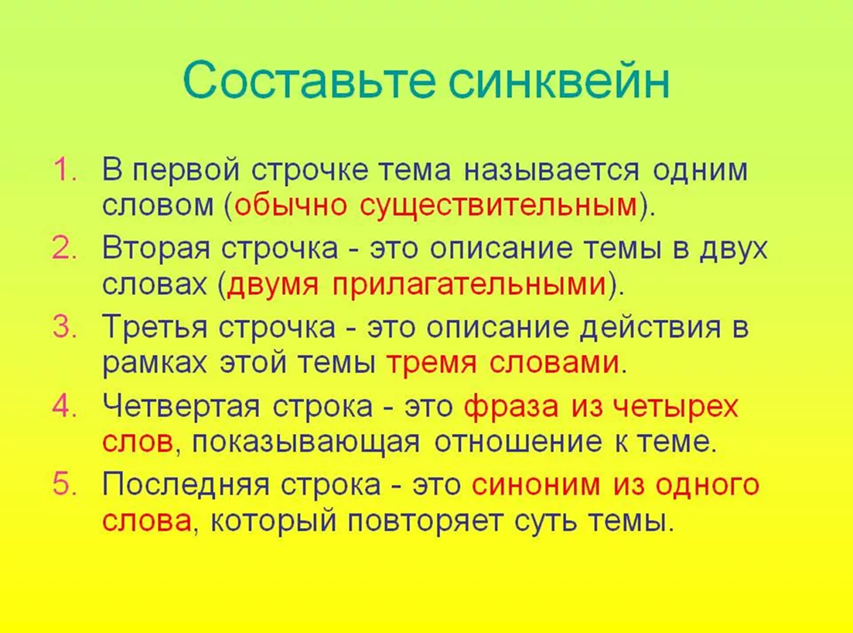 Составьте синквейн
1. В первой строчке тема называется одним
словом (обычно существительным).
2. Вторая строчка - это описание темы в двух
словах (двумя прилагательными).
3. Третья строчка - это описание действия в
рамках этой темы тремя словами.
4. Четвертая строка - это фраза из четырех
слов, показывающая отношение к теме.
5. Последняя строка - это синоним из одного
слова, который повторяет суть темы.